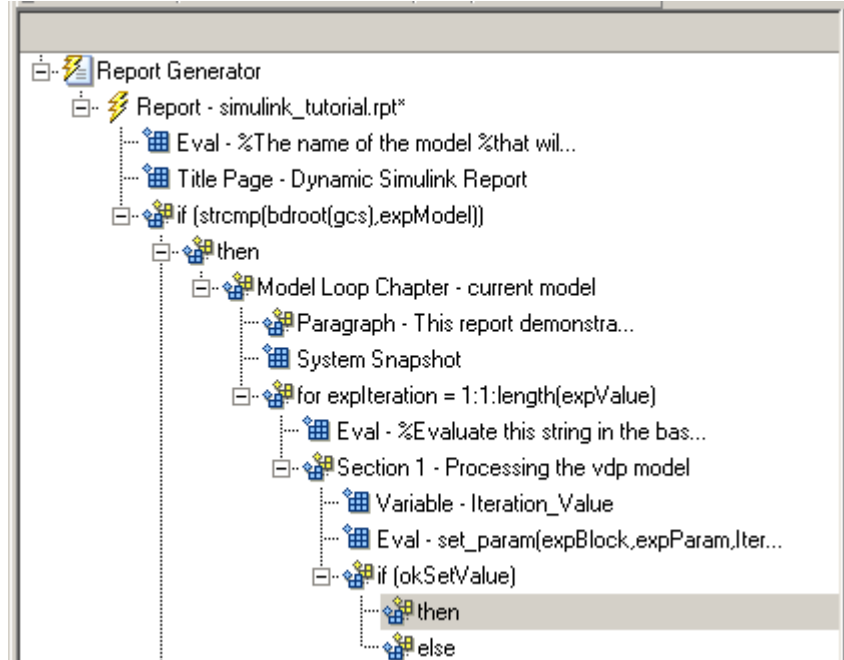 Report Generator
Report - simulink_tutorial.rpt*
Eval - %The name of the model %that wil...
Title Page - Dynamic Simulink Report
if (strcmp(bdroot(gcs),expModel))
then
Model Loop Chapter - current model
Paragraph - This report demonstra...
System Snapshot
for expIteration = 1:1:length(expValue)
Eval - %Evaluate this string in the bas...
Section 1 - Processing the vdp model
Variable - Iteration_Value
Eval - set_param(expBlock,expParam,Iter...
if (okSetValue)
then
else